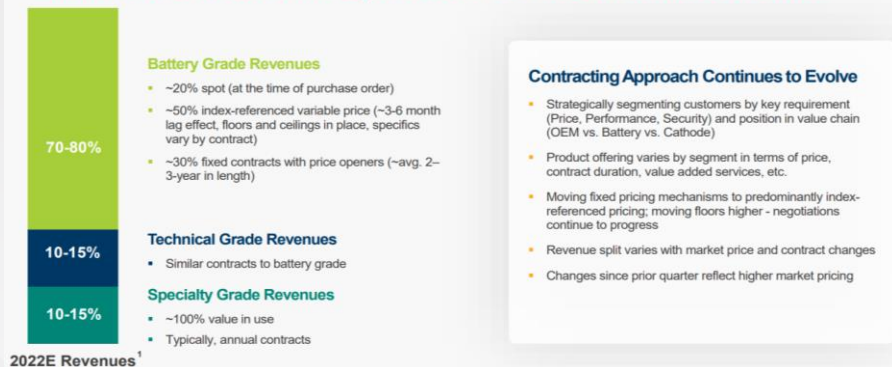 70-80%
10-15%
10-15%
2022E Revenues¹
Battery Grade Revenues
• ~20% spot (at the time of purchase order)
• ~50% index-referenced variable price (~3-6 month
lag effect, floors and ceilings in place, specifics
vary by contract)
• ~30% fixed contracts with price openers (~avg. 2–
3-year in length)
Technical Grade Revenues
• Similar contracts to battery grade
Specialty Grade Revenues
• ~100% value in use
• Typically, annual contracts
Contracting Approach Continues to Evolve
• Strategically segmenting customers by key requirement
(Price, Performance, Security) and position in value chain
(OEM vs. Battery vs. Cathode)
• Product offering varies by segment in terms of price,
contract duration, value added services, etc.
• Moving fixed pricing mechanisms to predominantly index-
referenced pricing; moving floors higher - negotiations
continue to progress
• Revenue split varies with market price and contract changes
• Changes since prior quarter reflect higher market pricing